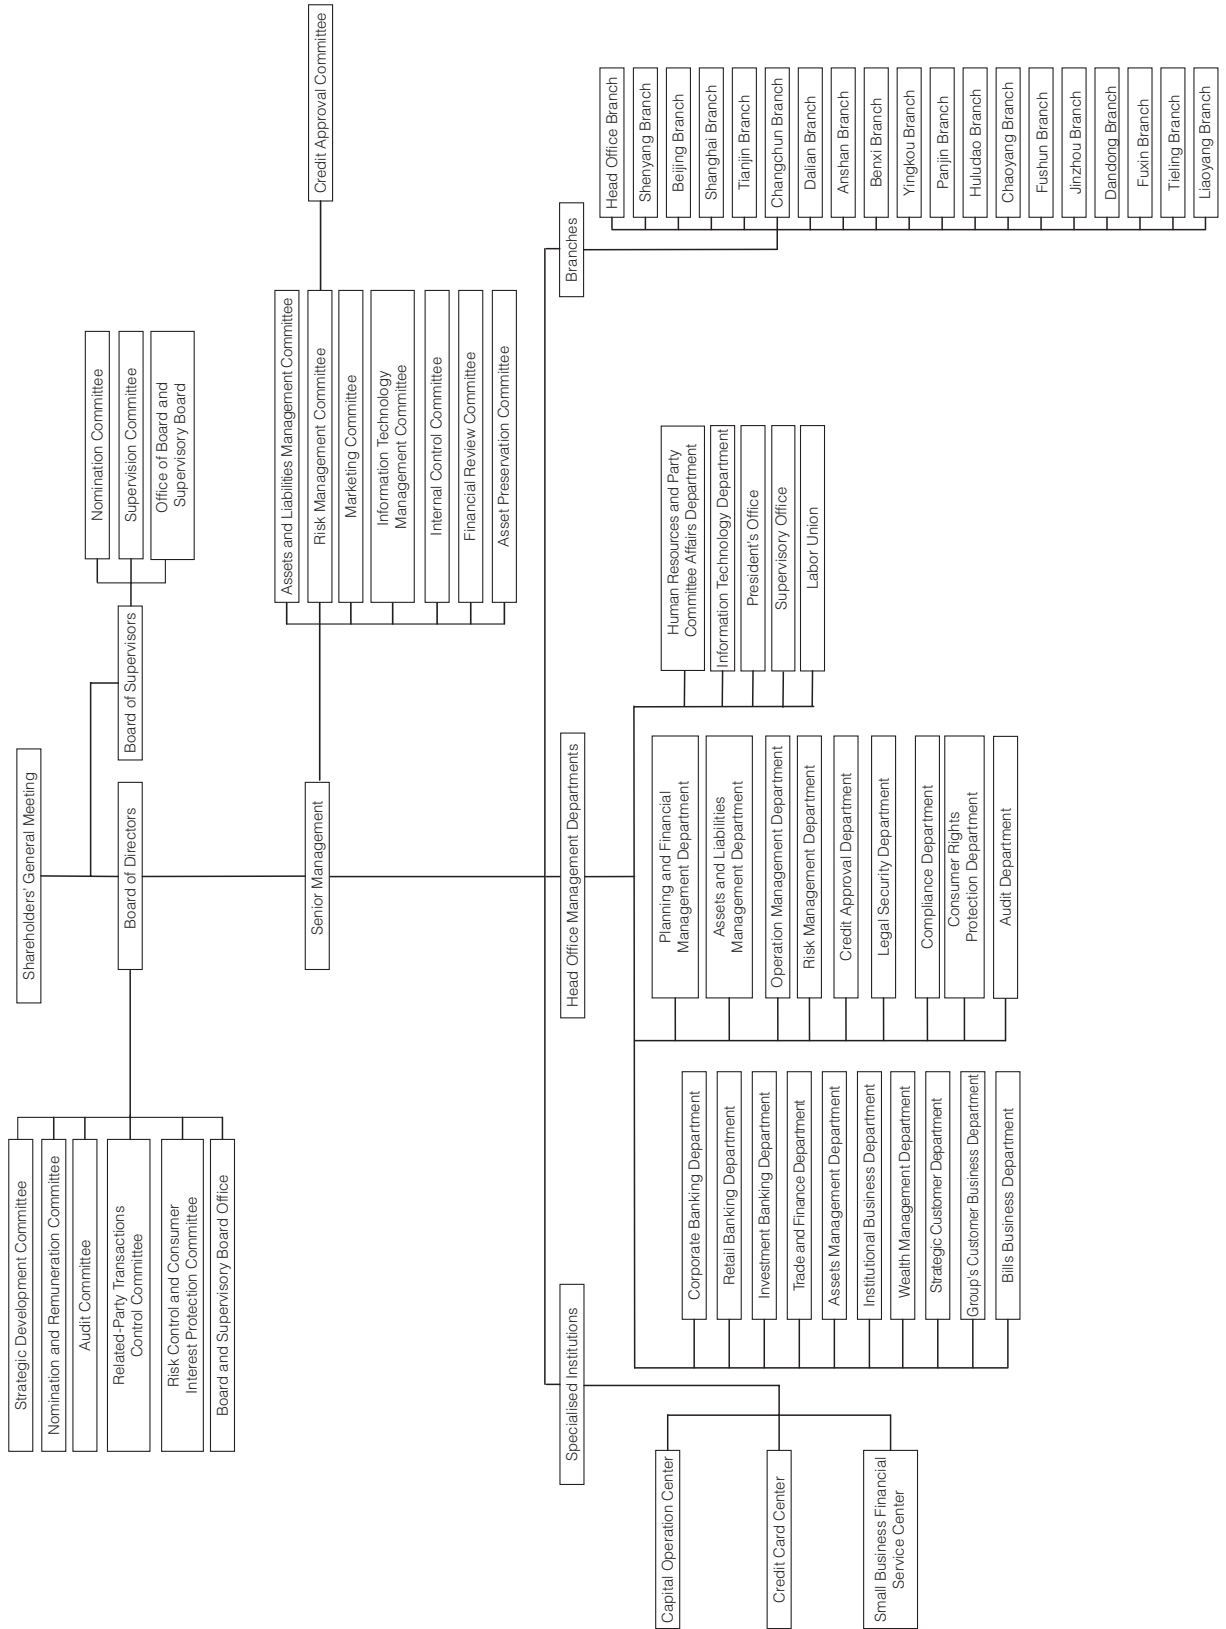 Shareholders' General Meeting
Board of Directors
Board of Supervisors
Strategic Development Committee
Nomination and Remuneration Committee
Audit Committee
Related-Party Transactions
Control Committee
Risk Control and Consumer
Interest Protection Committee
Board and Supervisory Board Office
Nomination Committee
Supervision Committee
Office of Board and
Supervisory Board
Senior Management
Assets and Liabilities Management Committee
Risk Management Committee
Marketing Committee
Information Technology
Management Committee
Internal Control Committee
Financial Review Committee
Asset Preservation Committee
Credit Approval Committee
Specialised Institutions
Head Office Management Departments
Branches
Capital Operation Center
Credit Card Center
Small Business Financial
Service Center
Corporate Banking Department
Retail Banking Department
Investment Banking Department
Trade and Finance Department
Assets Management Department
Institutional Business Department
Wealth Management Department
Strategic Customer Department
Group's Customer Business Department
Bills Business Department
Planning and Financial
Management Department
Assets and Liabilities
Management Department
Operation Management Department
Risk Management Department
Credit Approval Department
Legal Security Department
Compliance Department
Consumer Rights
Protection Department
Audit Department
Human Resources and Party
Committee Affairs Department
Information Technology Department
President's Office
Supervisory Office
Labor Union
Head Office Branch
Shenyang Branch
Beijing Branch
Shanghai Branch
Tianjin Branch
Changchun Branch
Dalian Branch
Anshan Branch
Benxi Branch
Yingkou Branch
Panjin Branch
Huludao Branch
Chaoyang Branch
Fushun Branch
Jinzhou Branch
Dandong Branch
Fuxin Branch
Tieling Branch
Liaoyang Branch